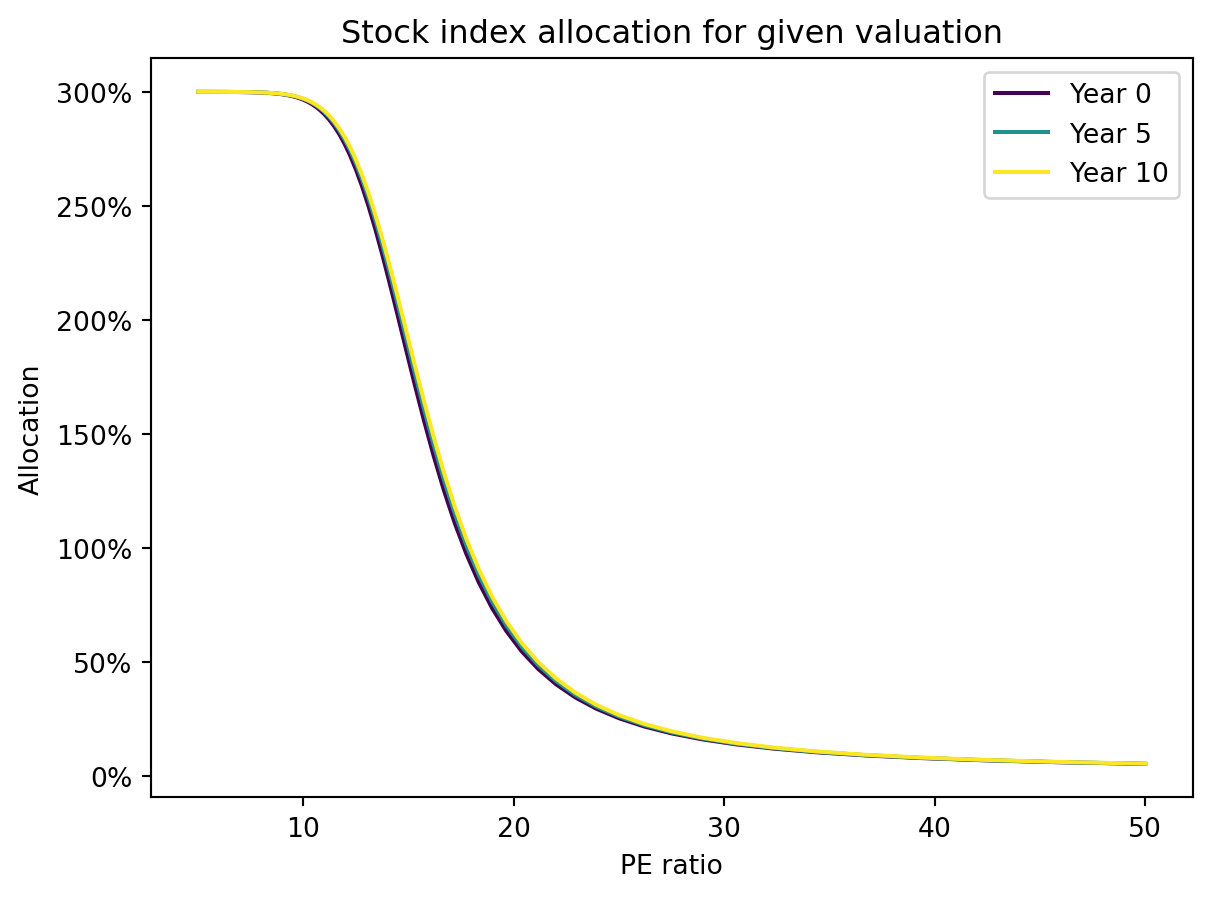 Stock index allocation for given valuation
300%
250%
200%
150%
100%
50%
0%
Allocation
Year 0
Year 5
Year 10
10
20
30
40
50
PE ratio